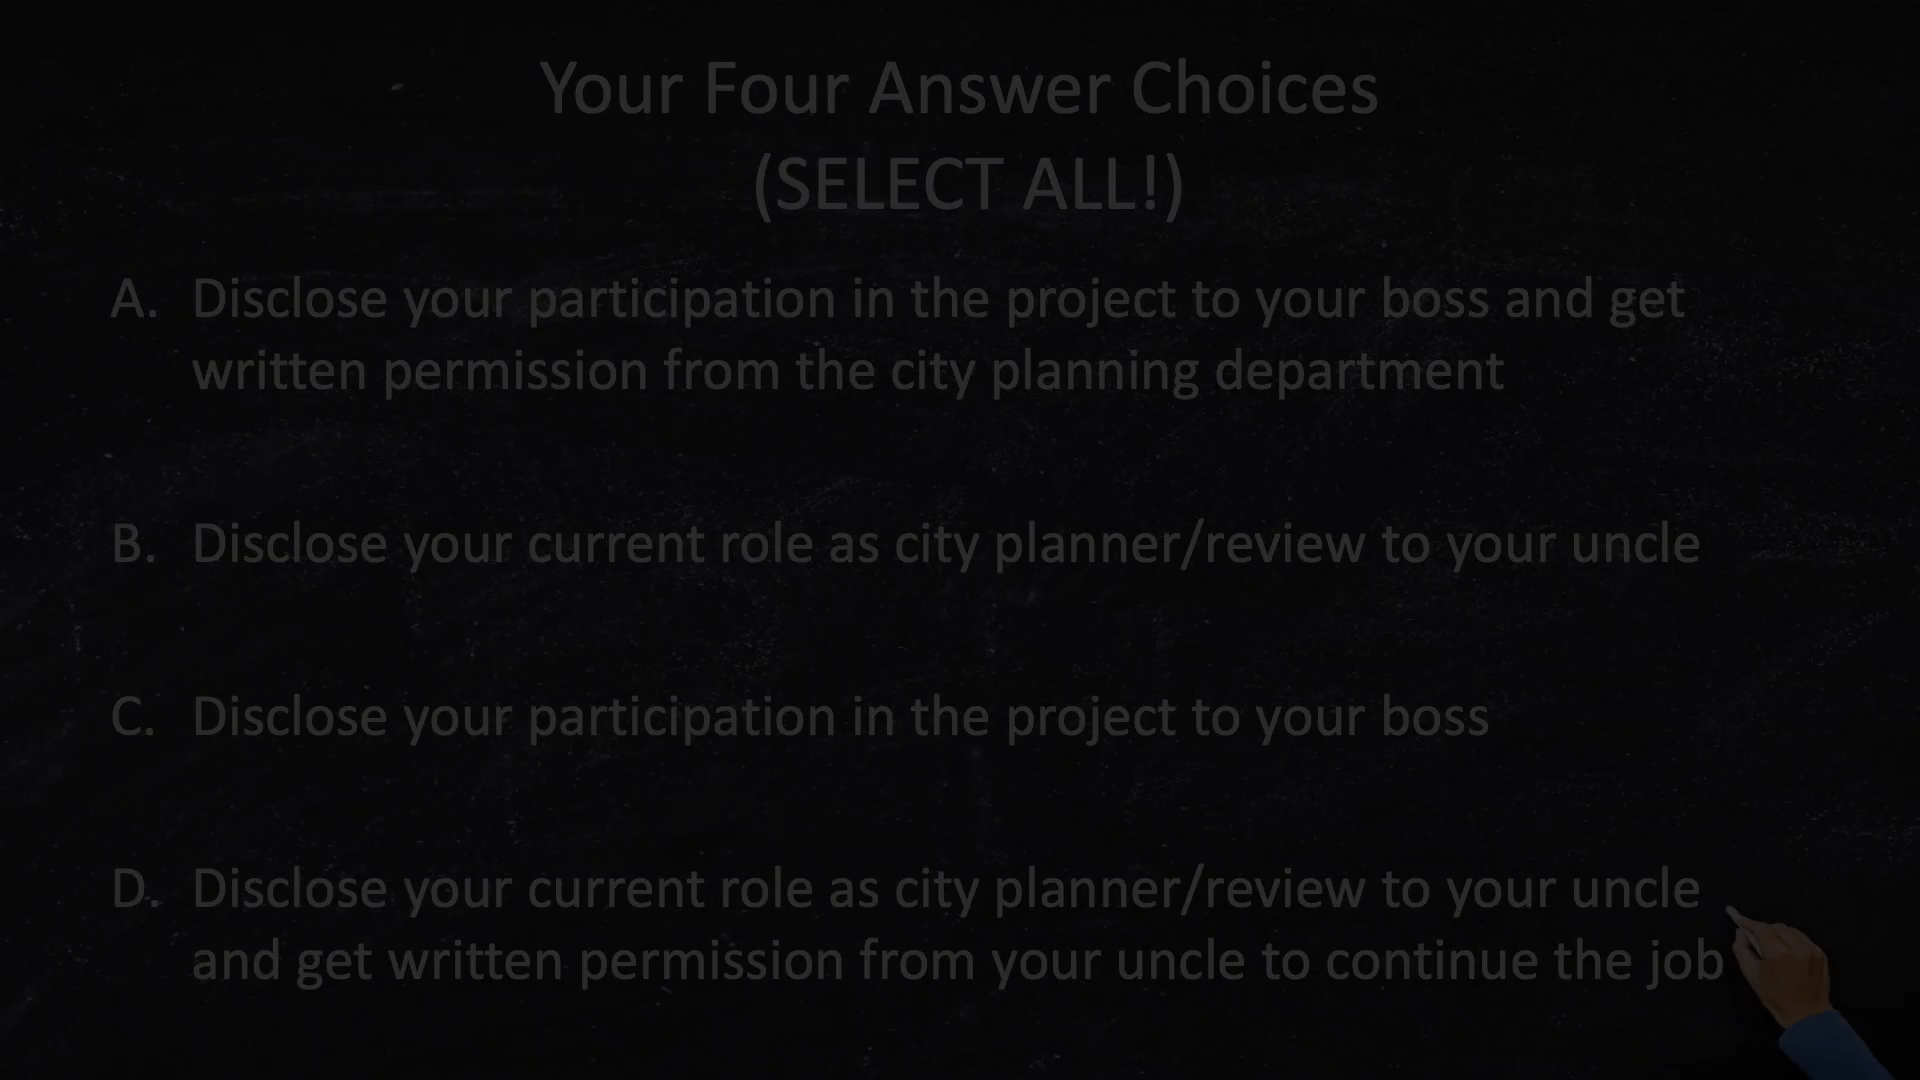 Your Four Answer Choices
(SELECT ALL!)
A. Disclose your participation in the project to your boss and get
written permission from the city planning department
B. Disclose your current role as city planner/review to your uncle
C. Disclose your participation in the project to your boss
D. Disclose your current role as city planner/review to your uncle
and get written permission from your uncle to continue the job